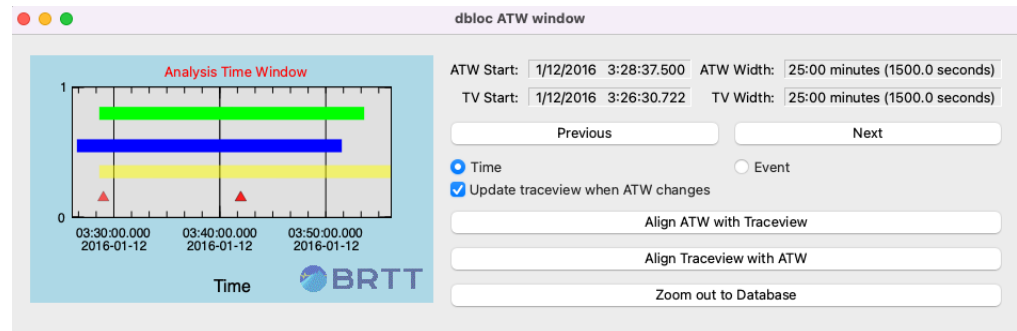 dbloc ATW window
Analysis Time Window
1
0
03:30:00.000 03:40:00.000 03:50:00.000
2016-01-12 2016-01-12 2016-01-12
Time
BRTT
ATW Start: 1/12/2016 3:28:37.500 ATW Width: 25:00 minutes (1500.0 seconds)
TV Start: 1/12/2016 3:26:30.722 TV Width: 25:00 minutes (1500.0 seconds)
Previous Next
Time Event
Update traceview when ATW changes
Align ATW with Traceview
Align Traceview with ATW
Zoom out to Database